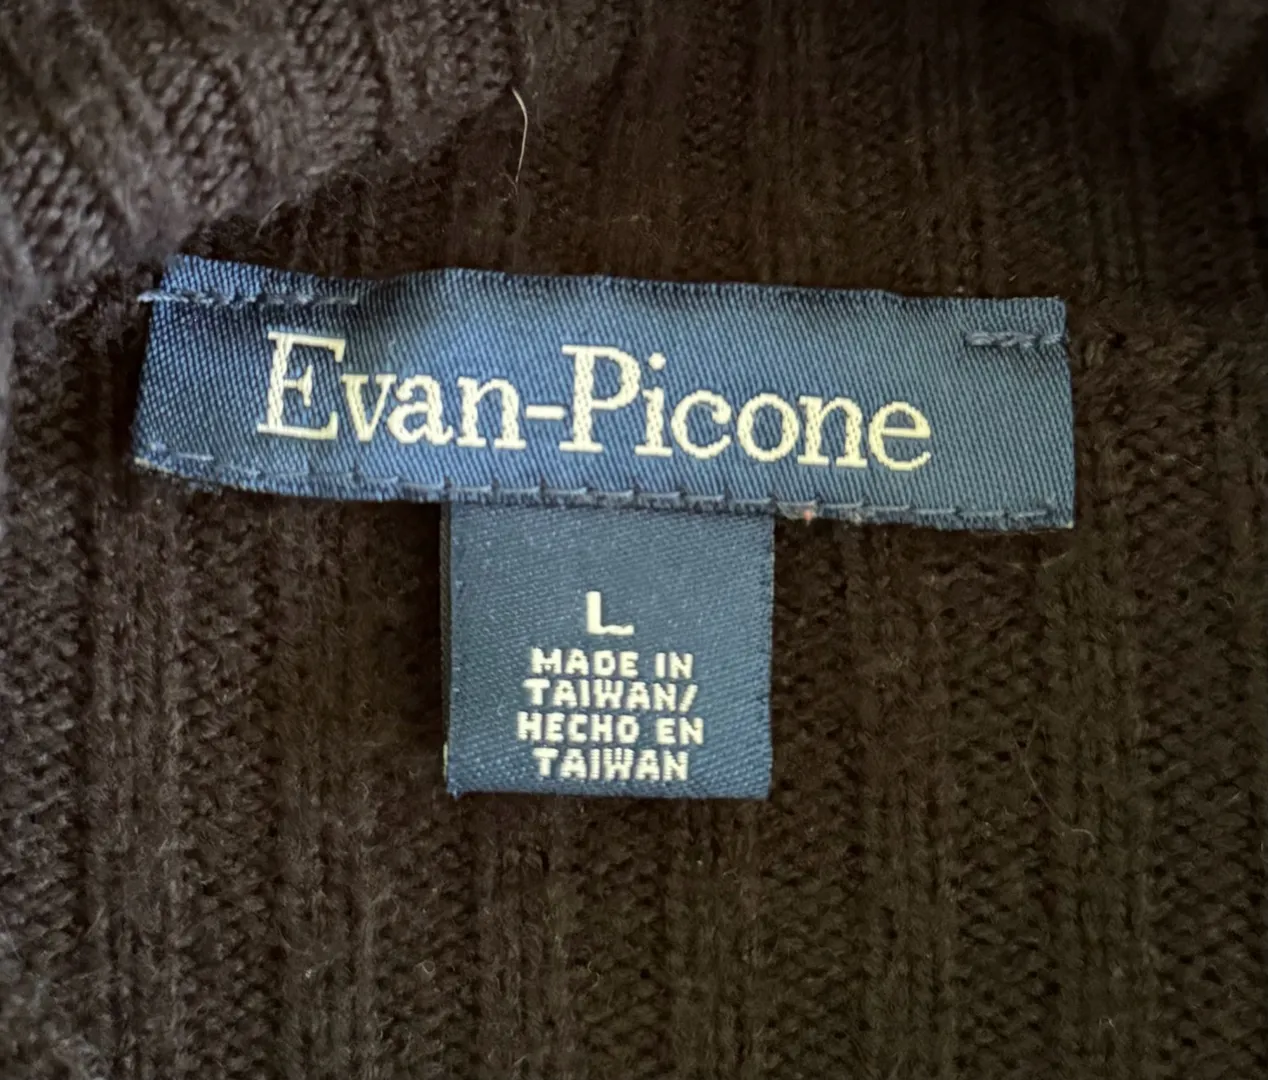 Evan-Picone
L
MADE IN
TAIWAN/
HECHO EN
TAIWAN